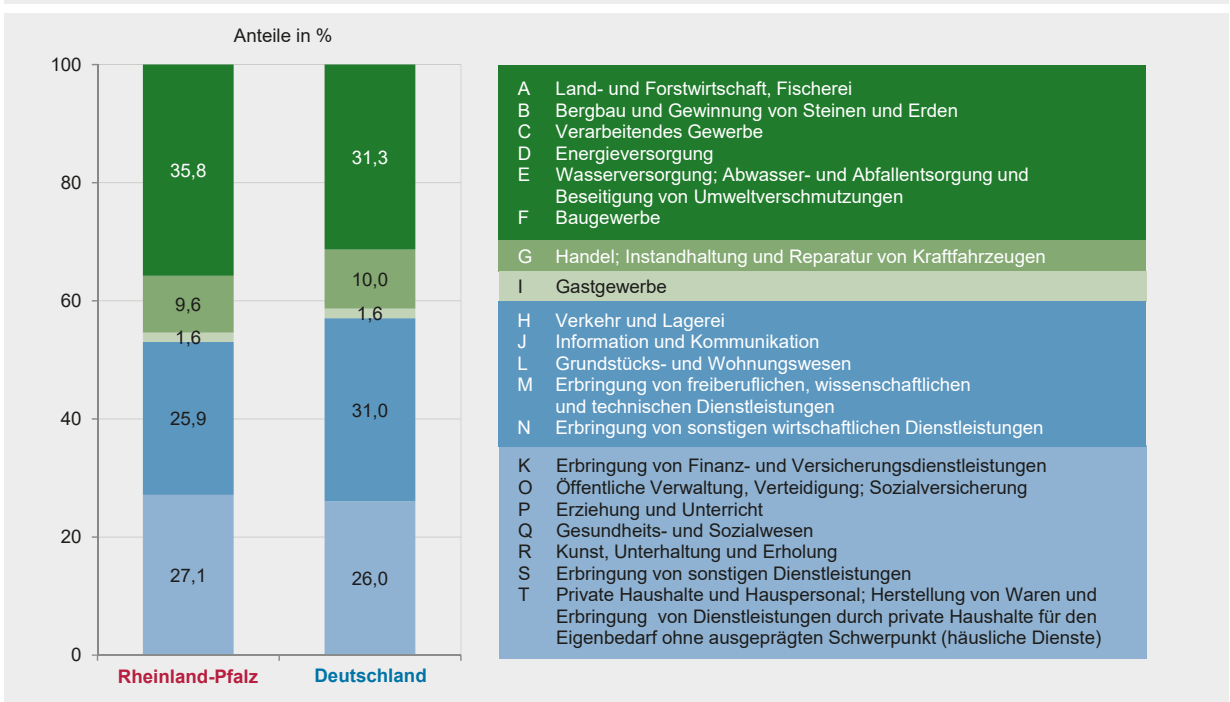 Anteile in %
100
80
60
40
20
0
35,8
9,6
1,6
25,9
27,1
31,3
10,0
1,6
31,0
26,0
Rheinland-Pfalz
Deutschland
A Land- und Forstwirtschaft, Fischerei
B Bergbau und Gewinnung von Steinen und Erden
C Verarbeitendes Gewerbe
D Energieversorgung
E Wasserversorgung; Abwasser- und Abfallentsorgung und
Beseitigung von Umweltverschmutzungen
F Baugewerbe
G Handel; Instandhaltung und Reparatur von Kraftfahrzeugen
I Gastgewerbe
H Verkehr und Lagerei
J Information und Kommunikation
L Grundstücks- und Wohnungswesen
M Erbringung von freiberuflichen, wissenschaftlichen
und technischen Dienstleistungen
N Erbringung von sonstigen wirtschaftlichen Dienstleistungen
K Erbringung von Finanz- und Versicherungsdienstleistungen
O Öffentliche Verwaltung, Verteidigung; Sozialversicherung
P Erziehung und Unterricht
Q Gesundheits- und Sozialwesen
R Kunst, Unterhaltung und Erholung
S Erbringung von sonstigen Dienstleistungen
T Private Haushalte und Hauspersonal; Herstellung von Waren und
Erbringung von Dienstleistungen durch private Haushalte für den
Eigenbedarf ohne ausgeprägten Schwerpunkt (häusliche Dienste)